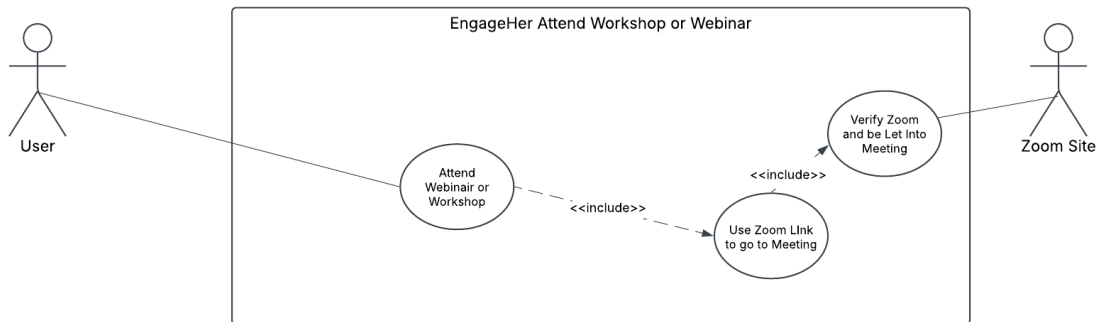 EngageHer Attend Workshop or Webinar
User
Zoom Site
Verify Zoom
and be Let Into
Meeting
Attend
Webinair or
Workshop
<<include>>
<<include>>
Use Zoom LInk
to go to Meeting